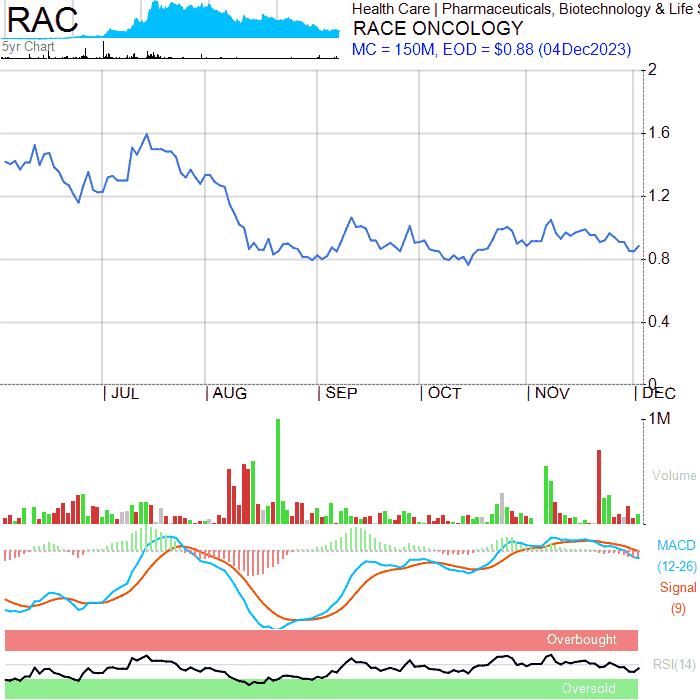 RAC
5yr Chart
Health Care | Pharmaceuticals, Biotechnology & Life S
RACE ONCOLOGY
MC = 150M, EOD = $0.88 (04Dec2023)
2
1.6
1.2
0.8
0.4
0
JUL AUG SEP OCT NOV DEC
1M
Volume
MACD
(12-26)
Signal
(9)
Overbought
RSI(14)
Oversold